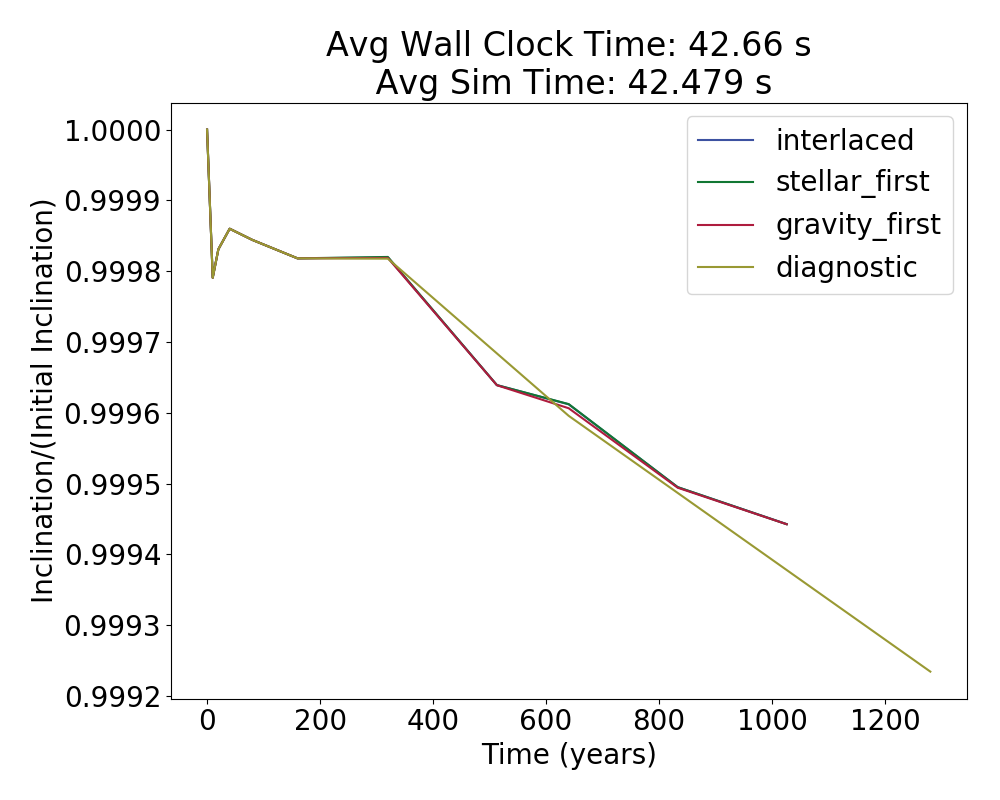 Avg Wall Clock Time: 42.66 s
Avg Sim Time: 42.479 s
interlaced
stellar_first
gravity_first
diagnostic
1.0000
0.9999
0.9998
0.9997
0.9996
0.9995
0.9994
0.9993
0.9992
Inclination/(Initial Inclination)
0 200 400 600 800 1000 1200
Time (years)